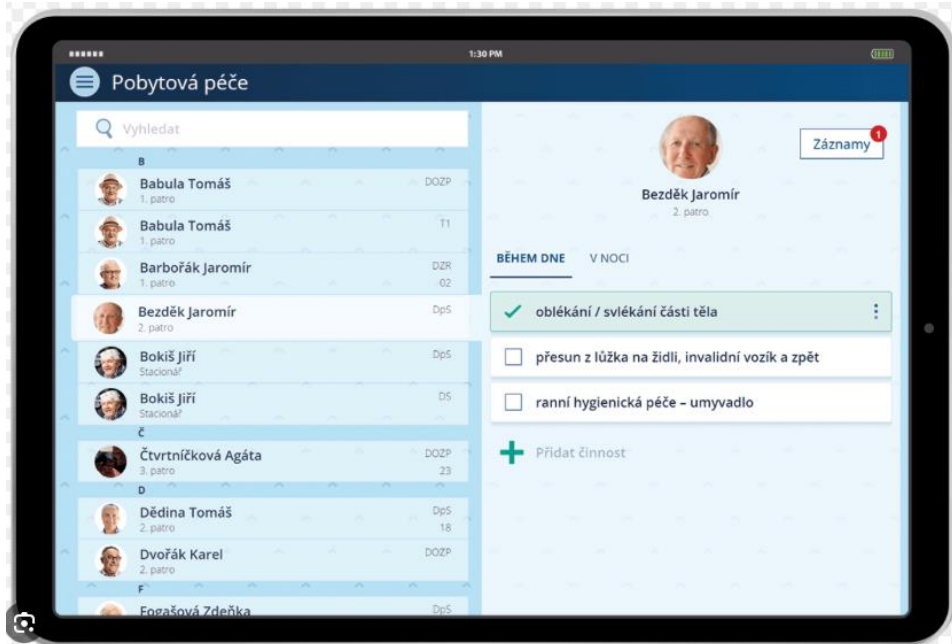 1:30 PM
Pobytová péče
Vyhledat
B
Babula Tomáš DOZP
1. patro
Babula Tomáš T1
1. patro
Barbořák Jaromír DZR
1. patro 02
Bezděk Jaromír DpS
2. patro
Bokiš Jiří DpS
Stacionář
Bokiš Jiří DS
Stacionář
Č
Čtvrtníčková Agáta DOZP
3. patro 23
D
Dědina Tomáš DpS
2. patro 18
Dvořák Karel DOZP
2. patro
F
Fogašová Zdeňka DpS
Záznamy 1
Bezděk Jaromír
2. patro
BĚHEM DNE V NOCI
oblékání / svlékání části těla
přesun z lůžka na židli, invalidní vozík a zpět
ranní hygienická péče – umyvadlo
Přidat činnost